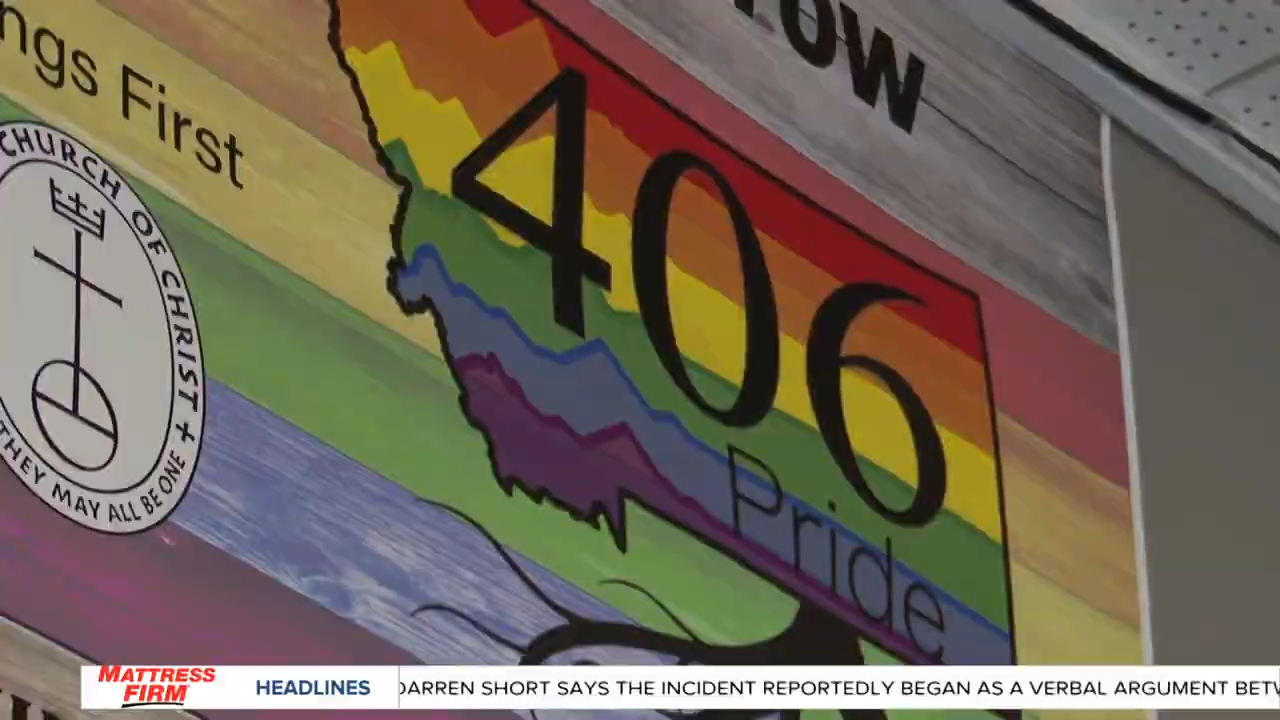 ngs First
ow
CHURCH OF CHRIST
THEY MAY ALL BE ONE
406
Pride
MATTRESS
FIRM
HEADLINES
DARREN SHORT SAYS THE INCIDENT REPORTEDLY BEGAN AS A VERBAL ARGUMENT BET